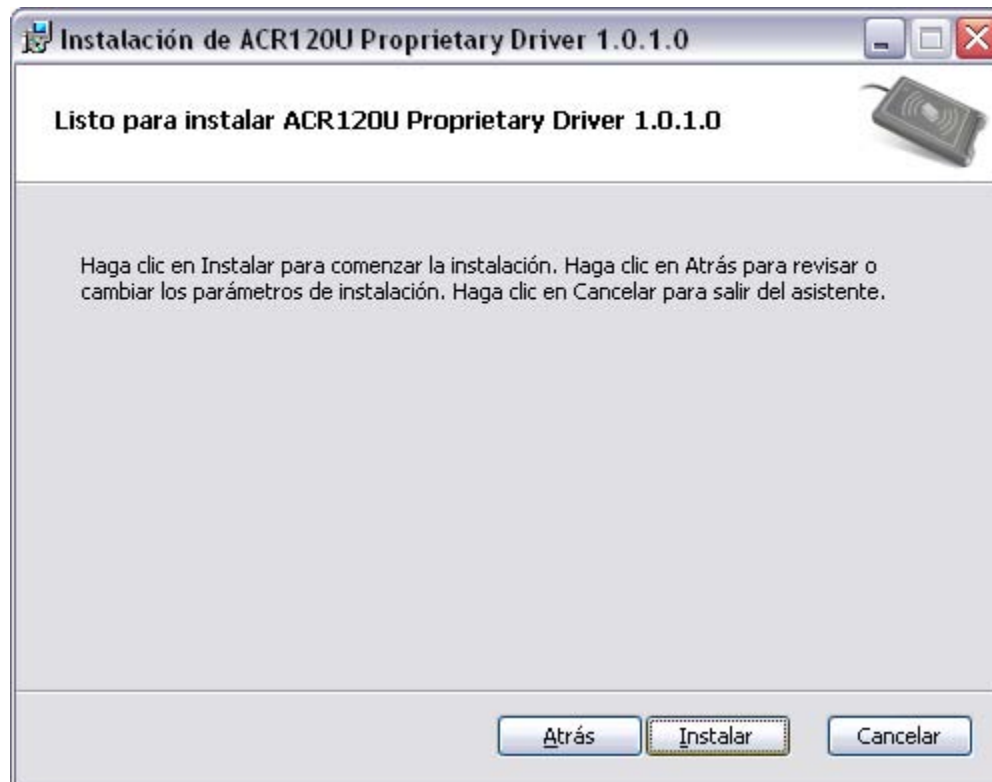 Instalación de ACR120U Proprietary Driver 1.0.1.0
Listo para instalar ACR120U Proprietary Driver 1.0.1.0
Haga clic en Instalar para comenzar la instalación. Haga clic en Atrás para revisar o
cambiar los parámetros de instalación. Haga clic en Cancelar para salir del asistente.
Atrás Instalar Cancelar